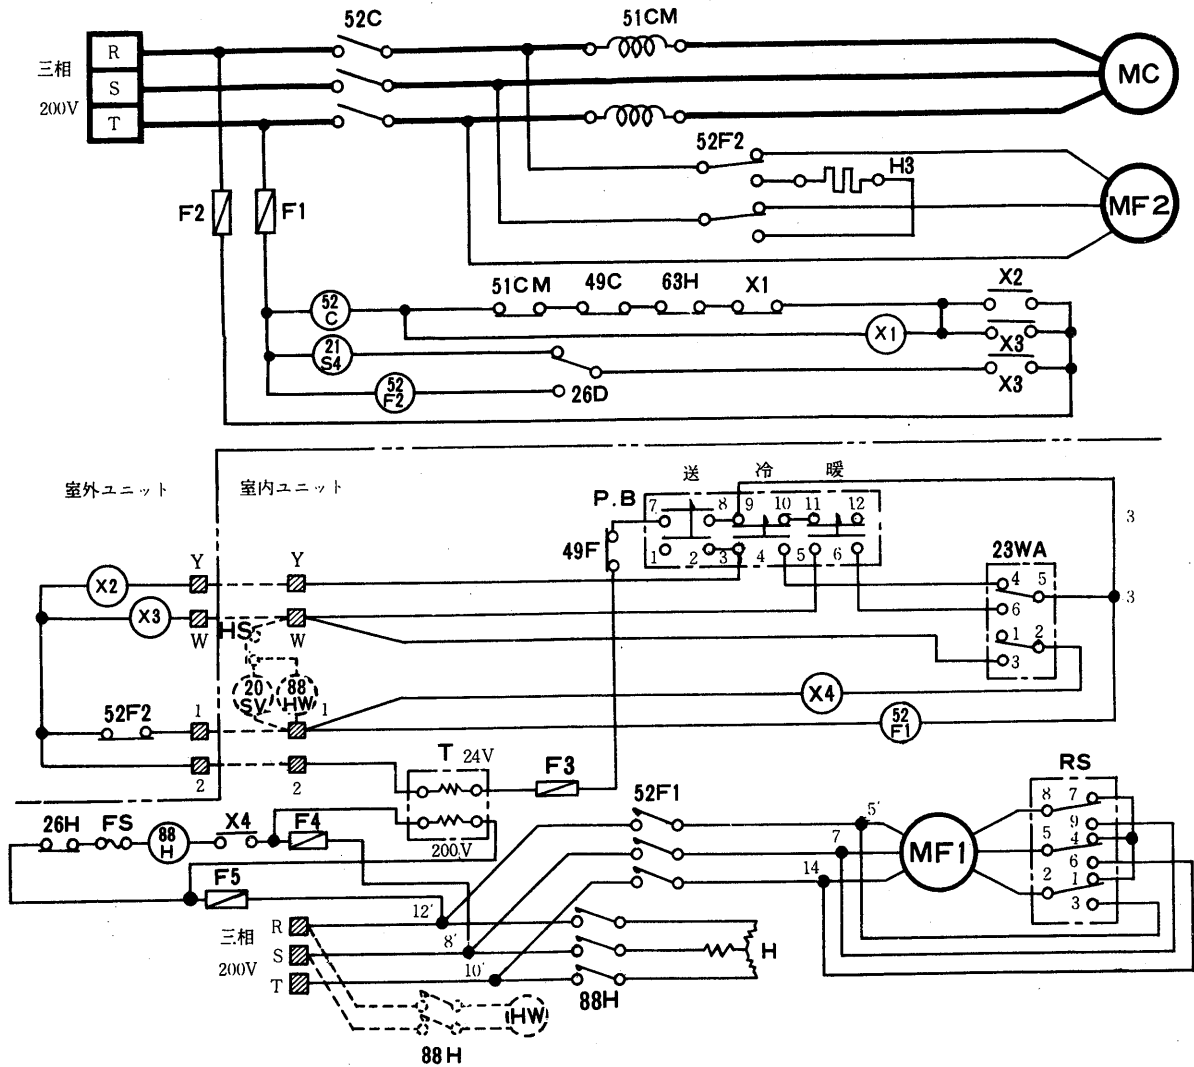 52C
51CM
R
三相
S
MC
200V
T
52F2
H3
F2
F1
MF2
51CM
49C
63H
X1
X2
52
C
X1
X3
21
S4
X3
52
F2
26D
送
冷
暖
室外ユニット
室内ユニット
P.B
7
8
9
10
11
12
3
49F
1
2
3
4
5
6
23WA
Y
Y
4
5
X2
6
3
X3
HS
1
2
W
W
3
20
SV
88
HW
X4
52F2
1
1
52
F1
T
24V
2
2
F3
RS
52F1
8
7
5'
26H
FS
88
H
X4
F4
7
5
9
4
MF1
200V
14
6
F5
2
1
3
12'
R
三相
8'
S
H
200V
10'
T
88H
HW
88H